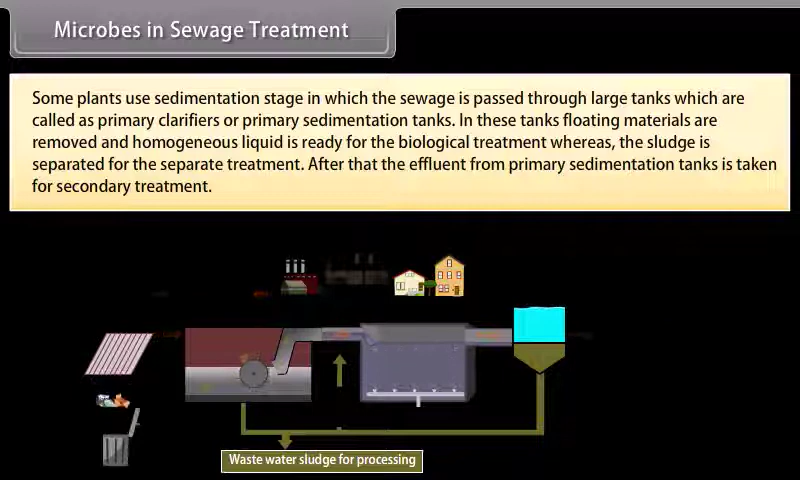 Microbes in Sewage Treatment
Some plants use sedimentation stage in which the sewage is passed through large tanks which are
called as primary clarifiers or primary sedimentation tanks. In these tanks floating materials are
removed and homogeneous liquid is ready for the biological treatment whereas, the sludge is
separated for the separate treatment. After that the effluent from primary sedimentation tanks is taken
for secondary treatment.
Waste water sludge for processing